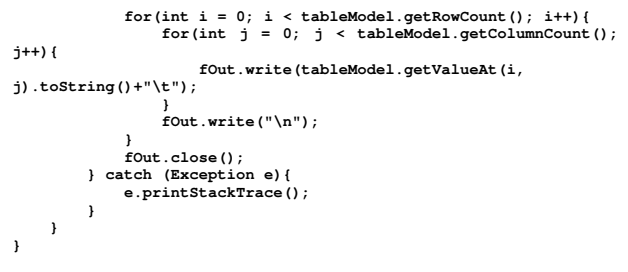 for(int i = 0; i < tableModel.getRowCount(); i++){
for(int j = 0; j < tableModel.getColumnCount();
j++){
fOut.write(tableModel.getValueAt(i,
j).toString()+"\t");
}
fOut.write("\n");
}
fOut.close();
} catch (Exception e){
e.printStackTrace();
}
}
}